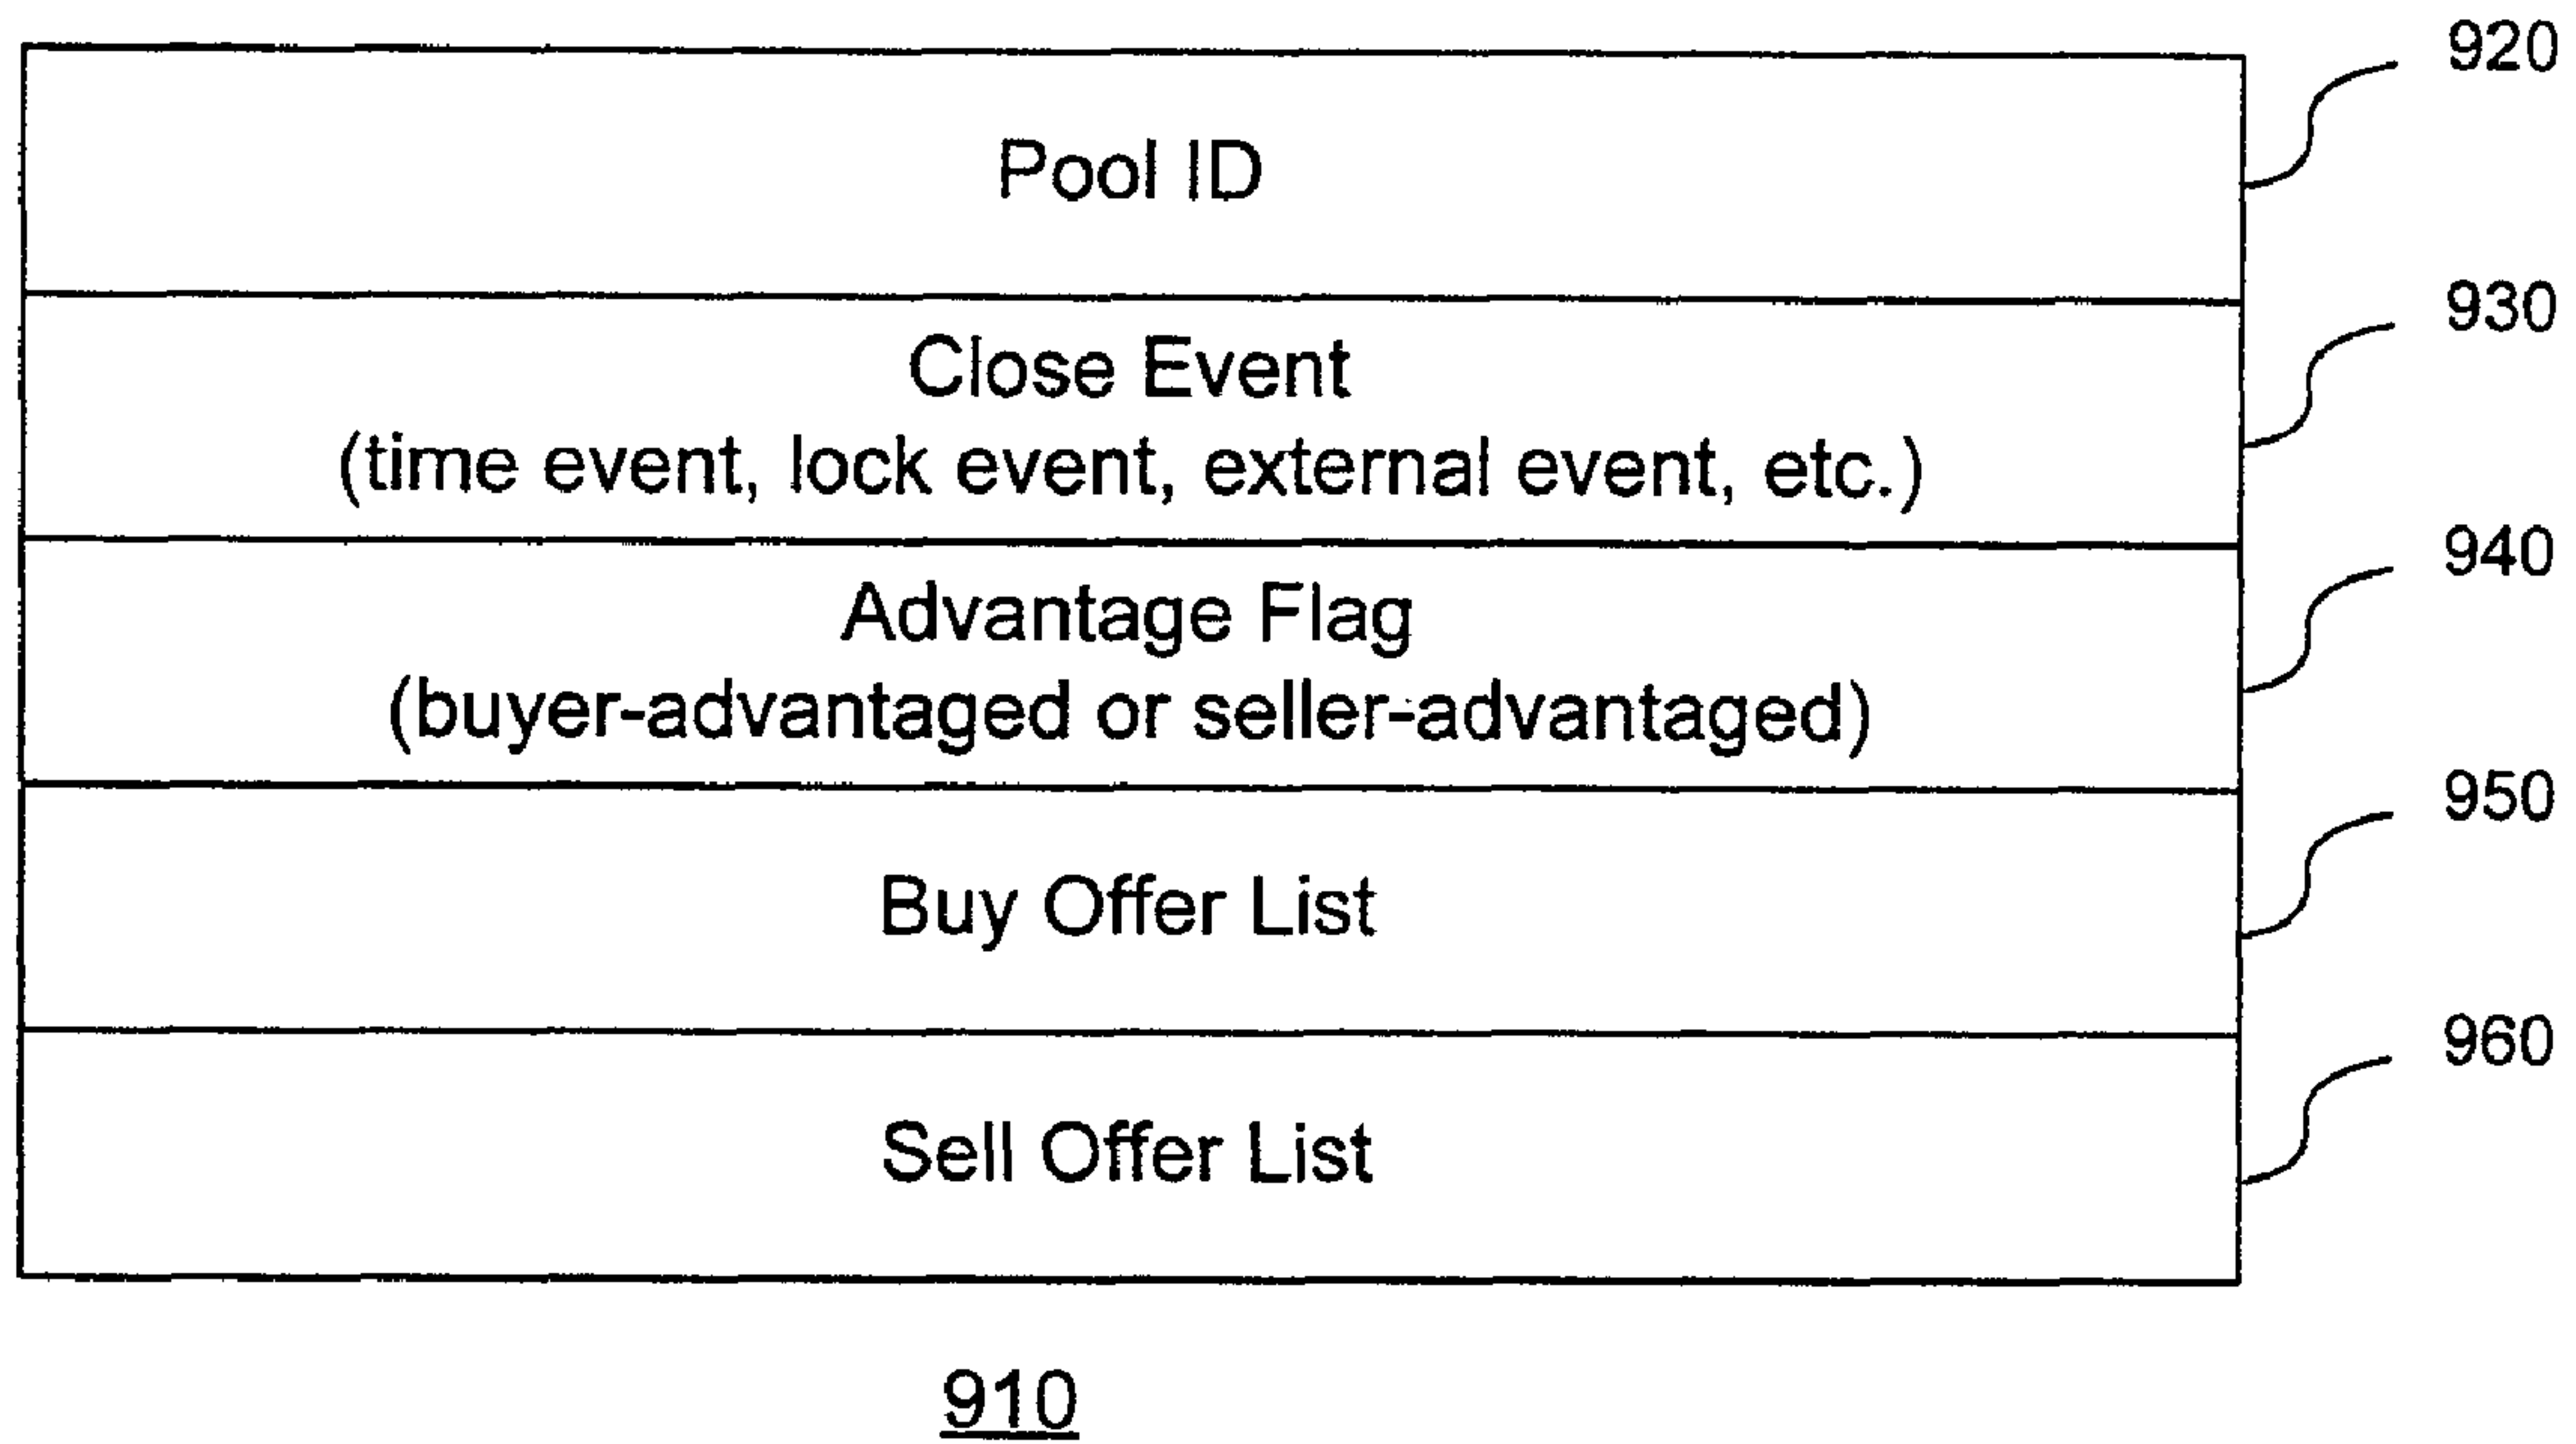 920
Pool ID
930
Close Event
(time event, lock event, external event, etc.)
940
Advantage Flag
(buyer-advantaged or seller-advantaged)
950
Buy Offer List
960
Sell Offer List
910